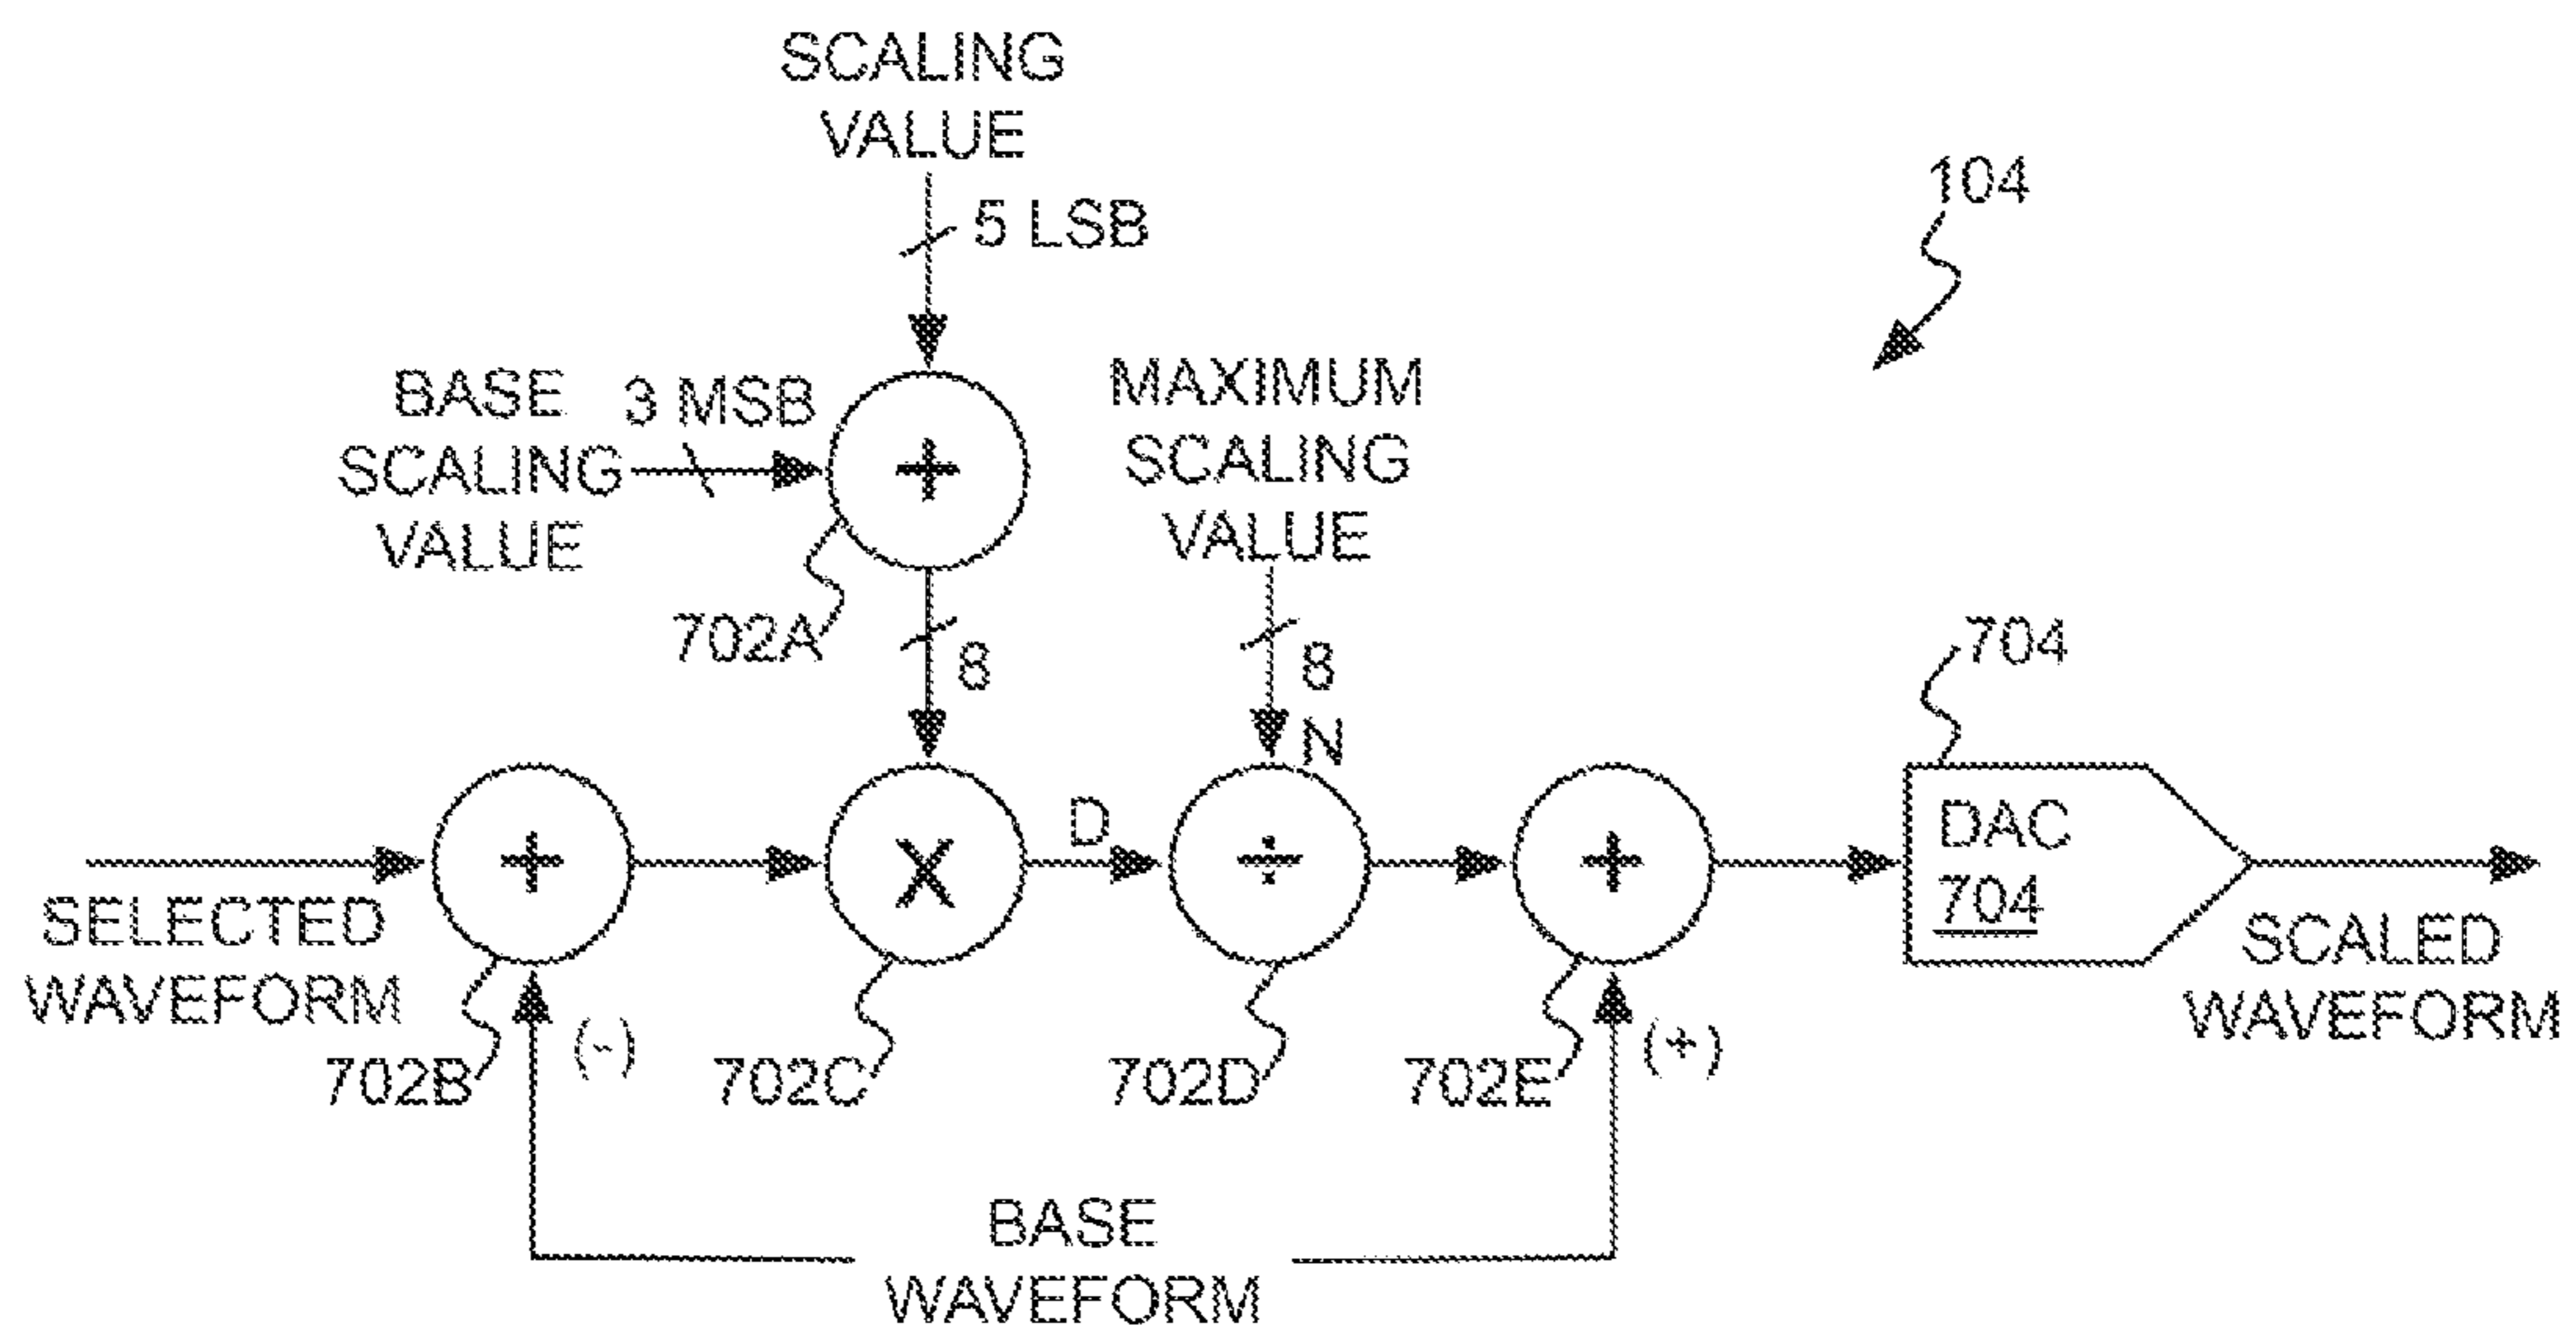 SCALING
VALUE
5 LSB
104
BASE
SCALING
VALUE
3 MSB
+
MAXIMUM
SCALING
VALUE
702A
8
8
N
704
SELECTED
WAVEFORM
+
X
D
÷
+
DAC
704
SCALED
WAVEFORM
702B
(-)
702C
702D
702E
(+)
BASE
WAVEFORM